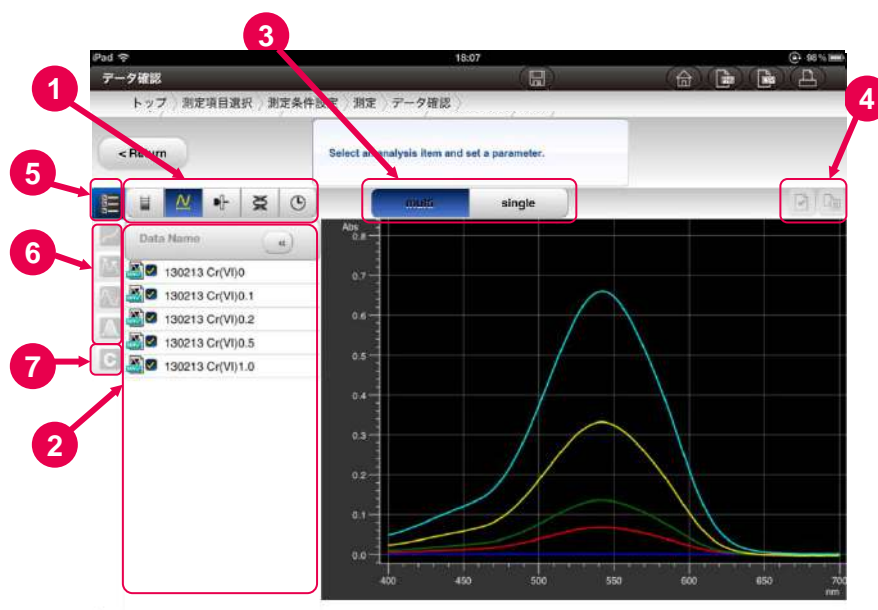 3
iPad 18:07 98%
データ確認
1
トップ 測定項目選択 測定条件設定 測定 データ確認
4
< Return
Select an analysis item and set a parameter.
5
multi single
Data Name «
6
130213 Cr(VI)0
130213 Cr(VI)0.1
130213 Cr(VI)0.2
130213 Cr(VI)0.5
130213 Cr(VI)1.0
C
7
2
Abs
0.8
0.7
0.6
0.5
0.4
0.3
0.2
0.1
0.0
400 450 500 550 600 650 700
nm